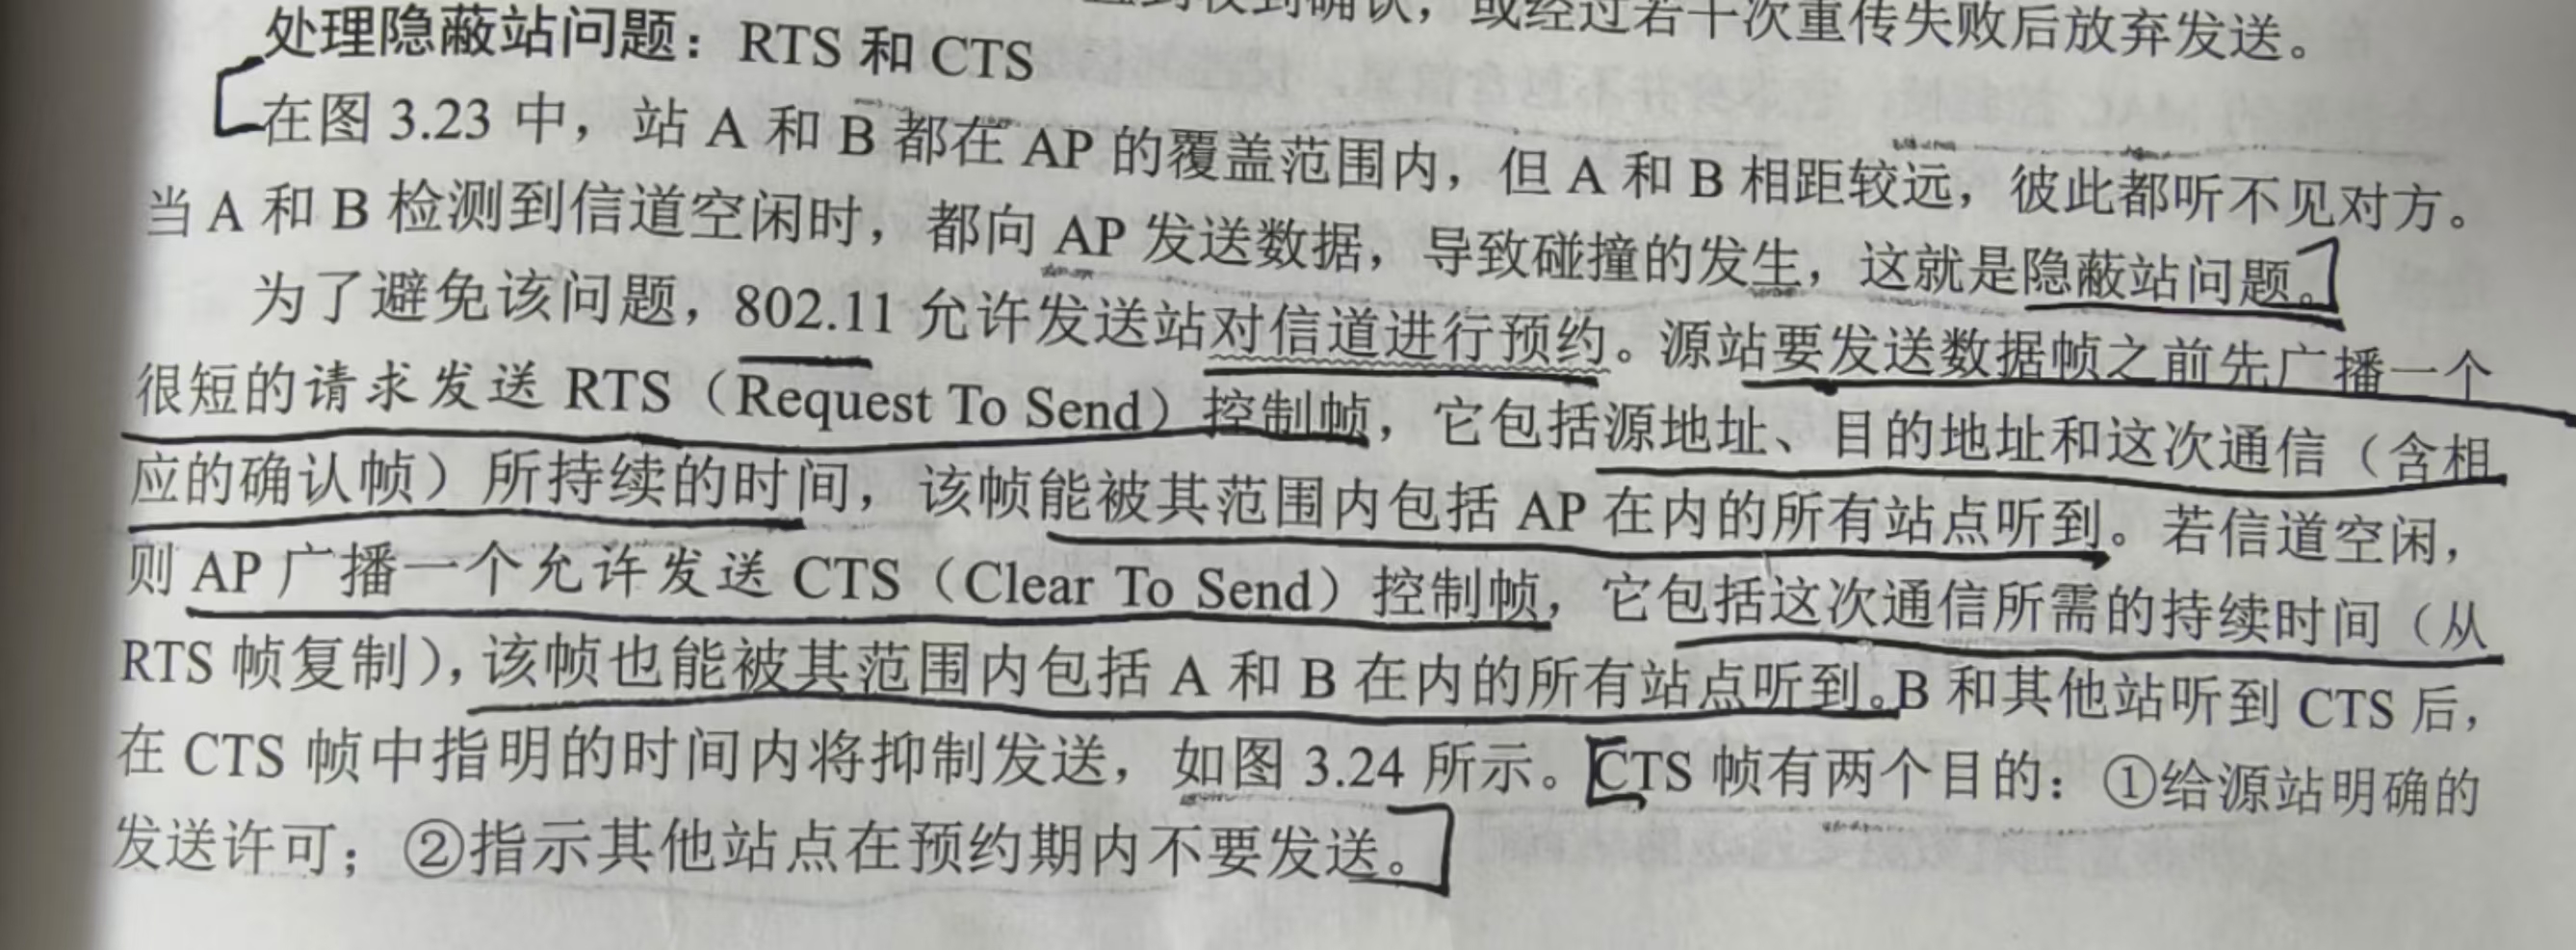 到收到确认，或经过若干次重传失败后放弃发送。
处理隐蔽站问题：RTS 和 CTS
在图 3.23 中，站 A 和 B 都在 AP 的覆盖范围内，但 A 和 B 相距较远，彼此都听不见对方。
当 A 和 B 检测到信道空闲时，都向 AP 发送数据，导致碰撞的发生，这就是隐蔽站问题。
为了避免该问题，802.11 允许发送站对信道进行预约。源站要发送数据帧之前先广播一个
很短的请求发送 RTS（Request To Send）控制帧，它包括源地址、目的地址和这次通信（含相
应的确认帧）所持续的时间，该帧能被其范围内包括 AP 在内的所有站点听到。若信道空闲，
则 AP 广播一个允许发送 CTS（Clear To Send）控制帧，它包括这次通信所需的持续时间（从
RTS 帧复制），该帧也能被其范围内包括 A 和 B 在内的所有站点听到。B 和其他站听到 CTS 后，
在 CTS 帧中指明的时间内将抑制发送，如图 3.24 所示。CTS 帧有两个目的：①给源站明确的
发送许可；②指示其他站点在预约期内不要发送。